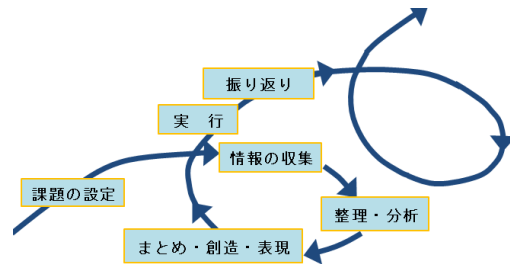 振り返り
実　行
情報の収集
課題の設定
整理・分析
まとめ・創造・表現